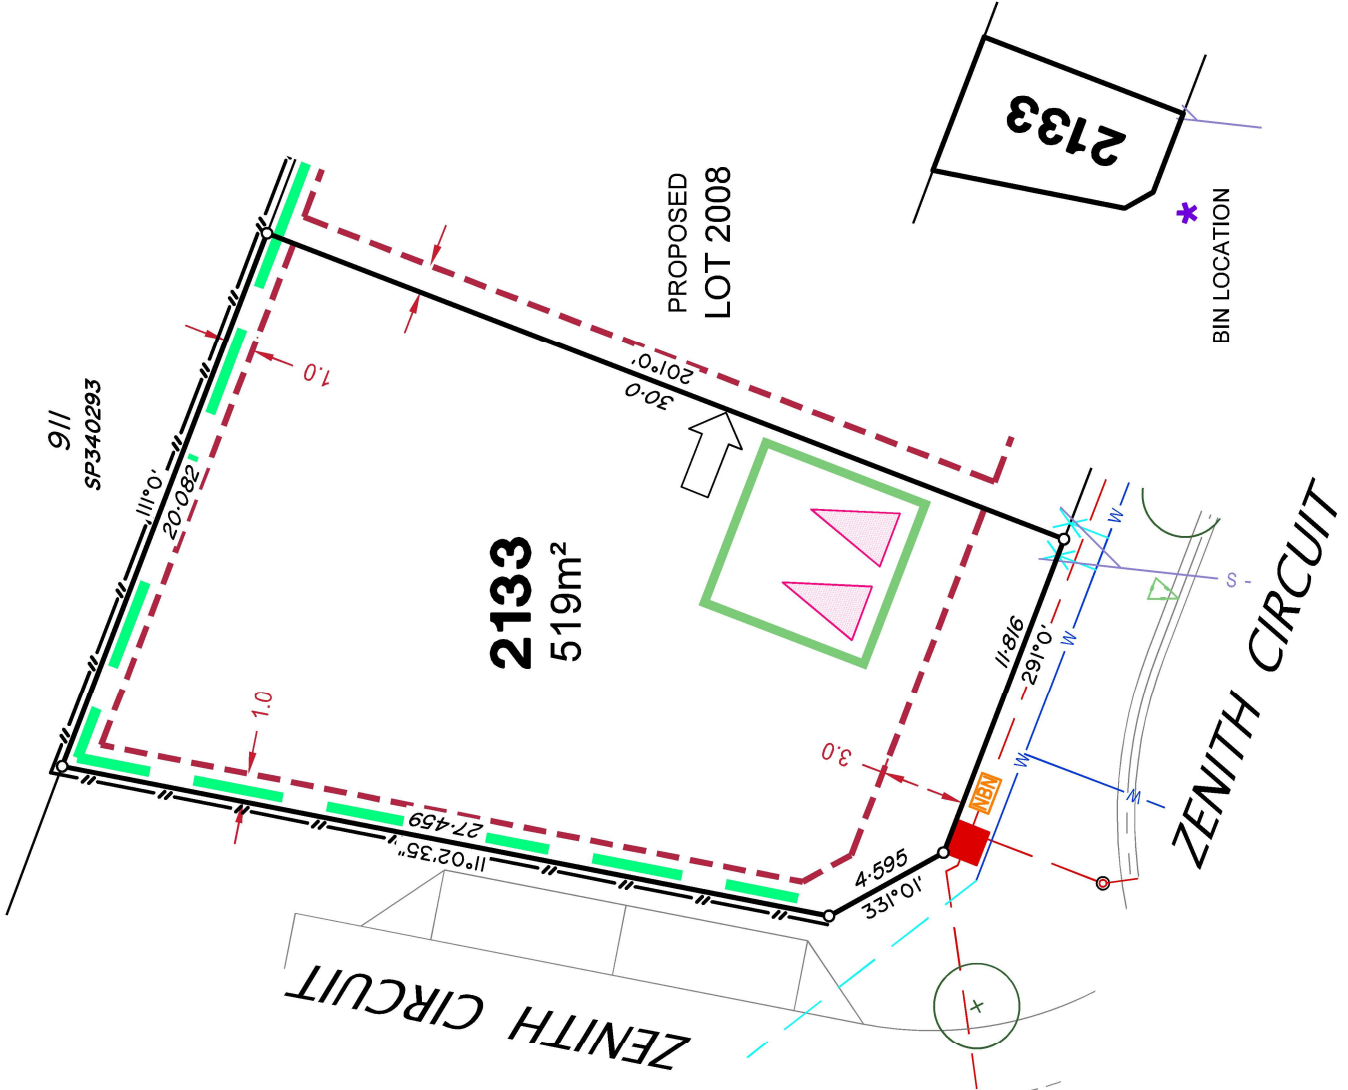 9II
SP340293
III°0'
20·082
1.0
1.0
2133
519m²
PROPOSED
LOT 2008
201°0'
30·0
2133
*
BIN LOCATION
27·459
11°02'35"
3.0
4·595
331°01'
11·816
291°0'
NBN
W
W
W
W
- S
ZENITH CIRCUIT
ZENITH CIRCUIT